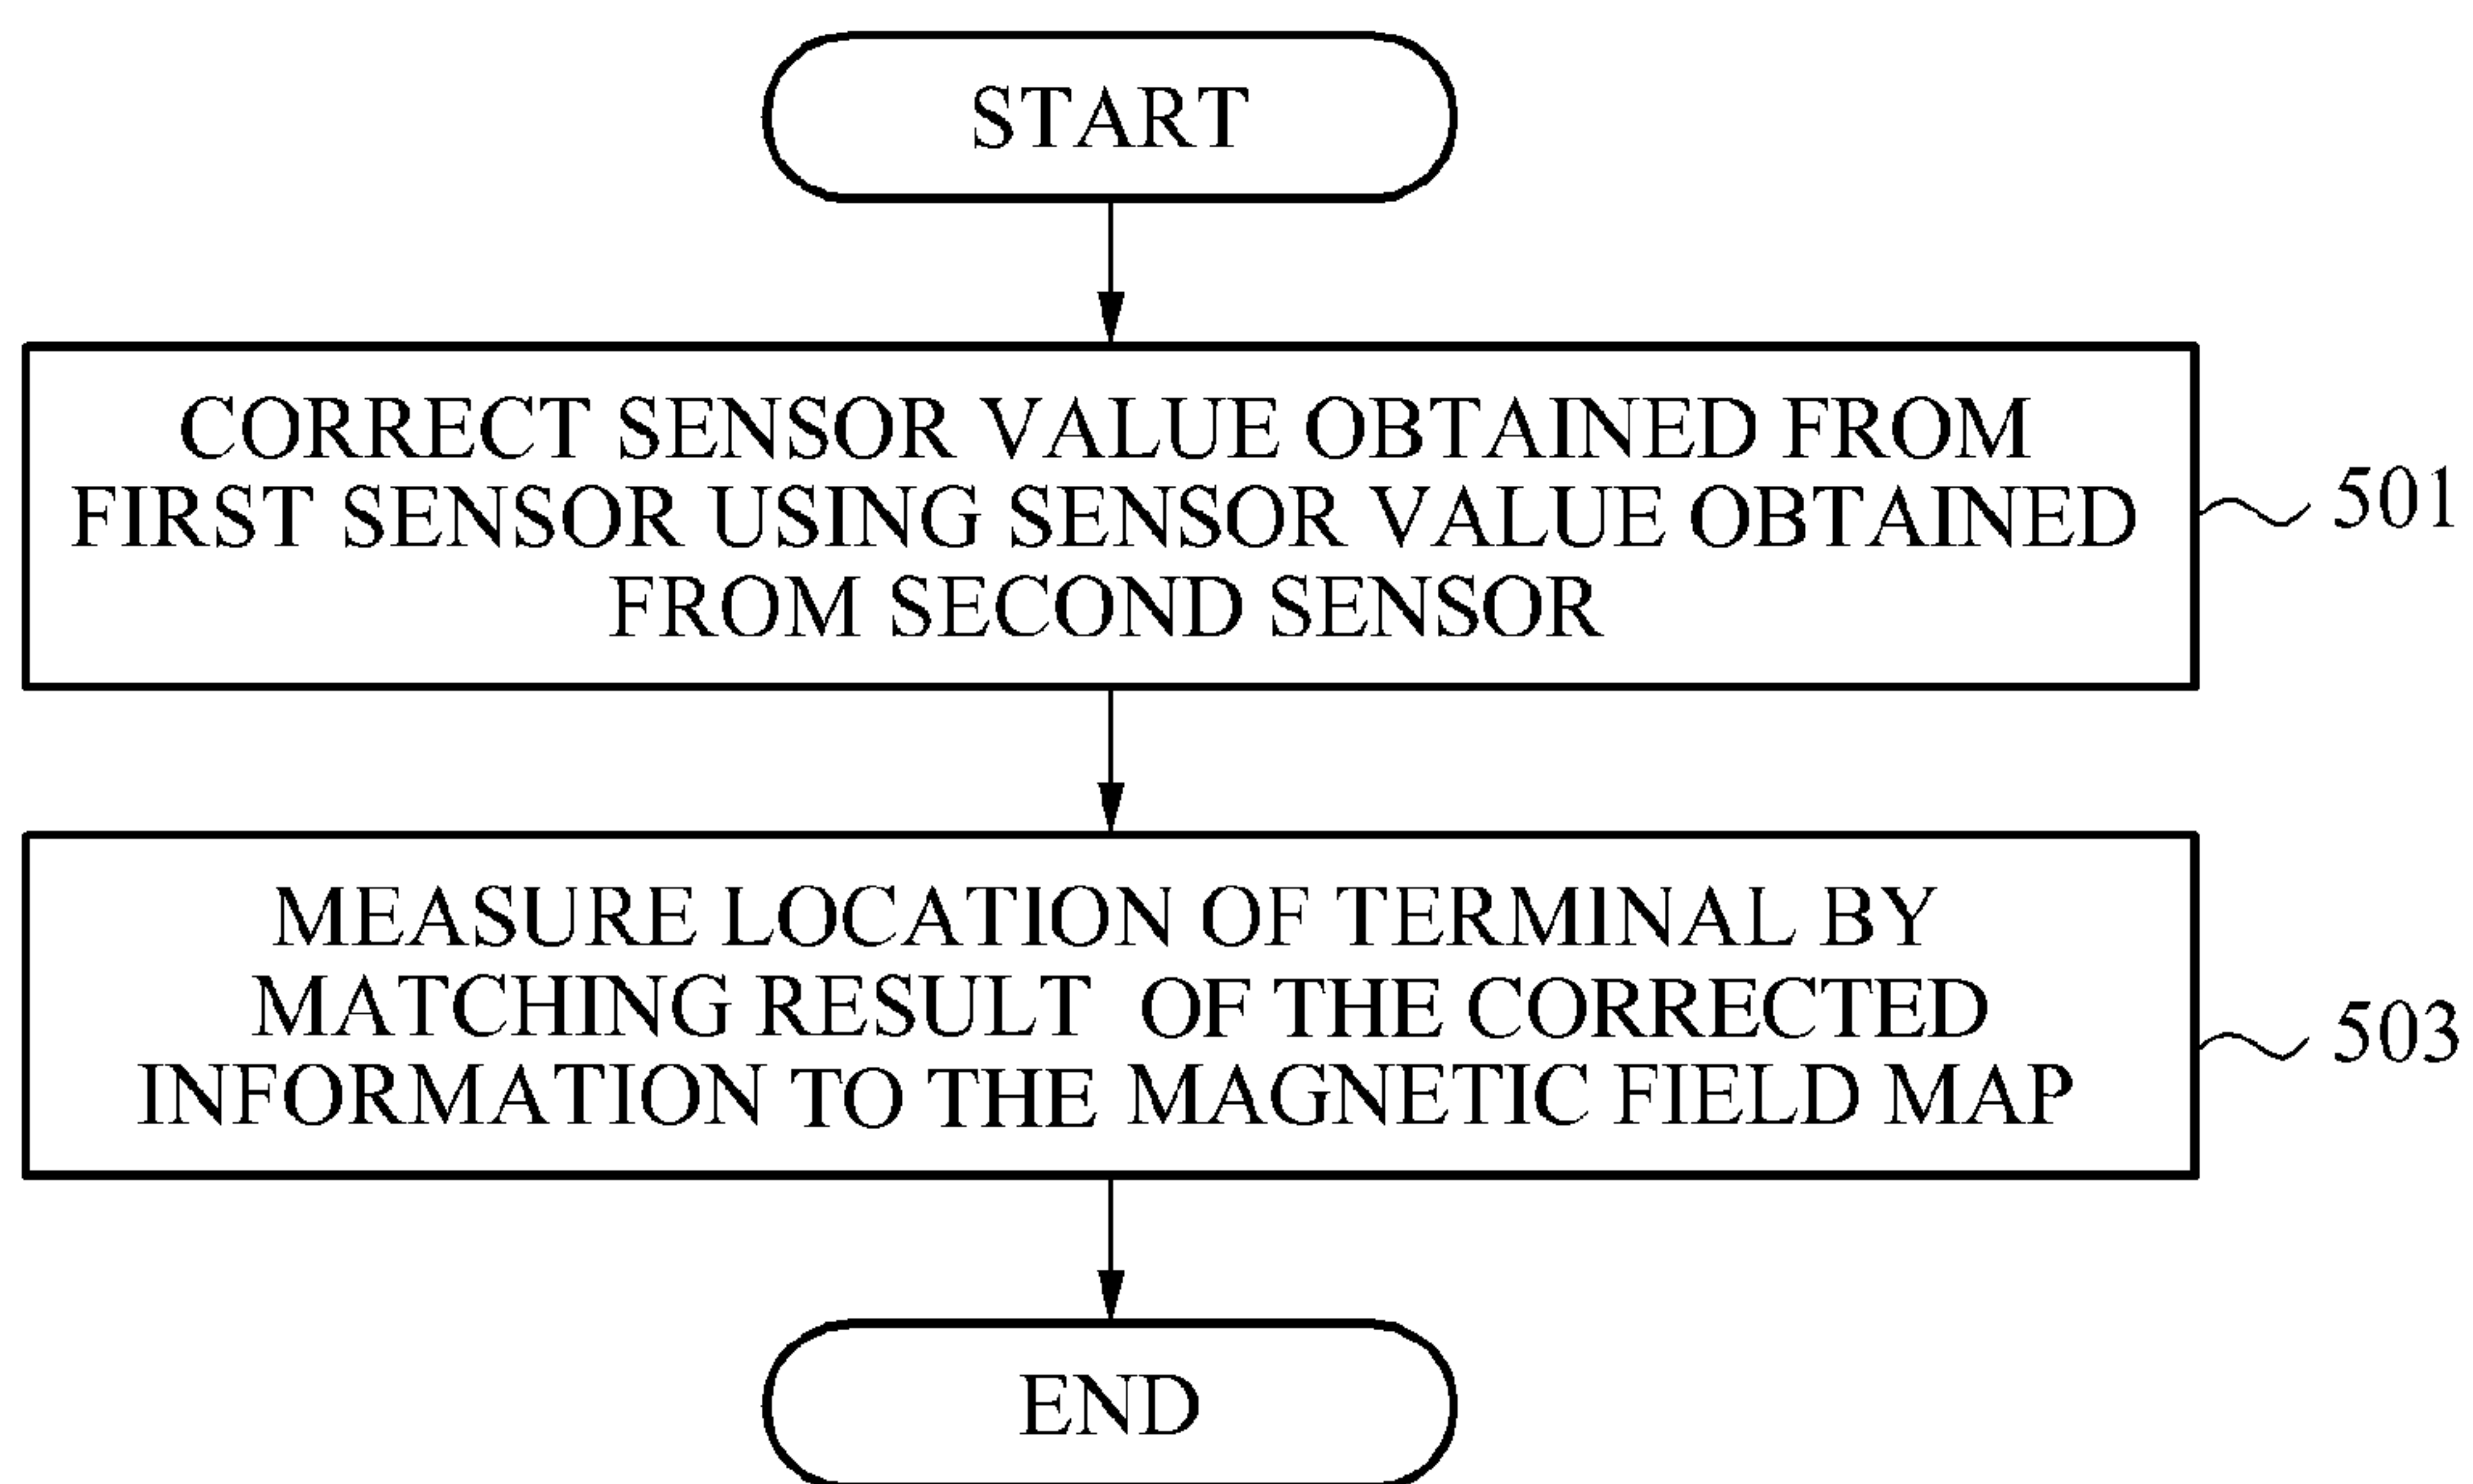 START
CORRECT SENSOR VALUE OBTAINED FROM
FIRST SENSOR USING SENSOR VALUE OBTAINED
FROM SECOND SENSOR
501
MEASURE LOCATION OF TERMINAL BY
MATCHING RESULT OF THE CORRECTED
INFORMATION TO THE MAGNETIC FIELD MAP
503
END